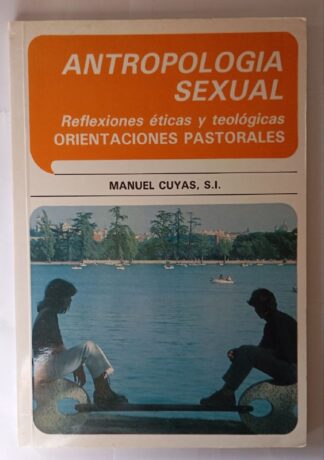 ANTROPOLOGIA
SEXUAL
Reflexiones éticas y teológicas
ORIENTACIONES PASTORALES
MANUEL CUYAS, S.I.